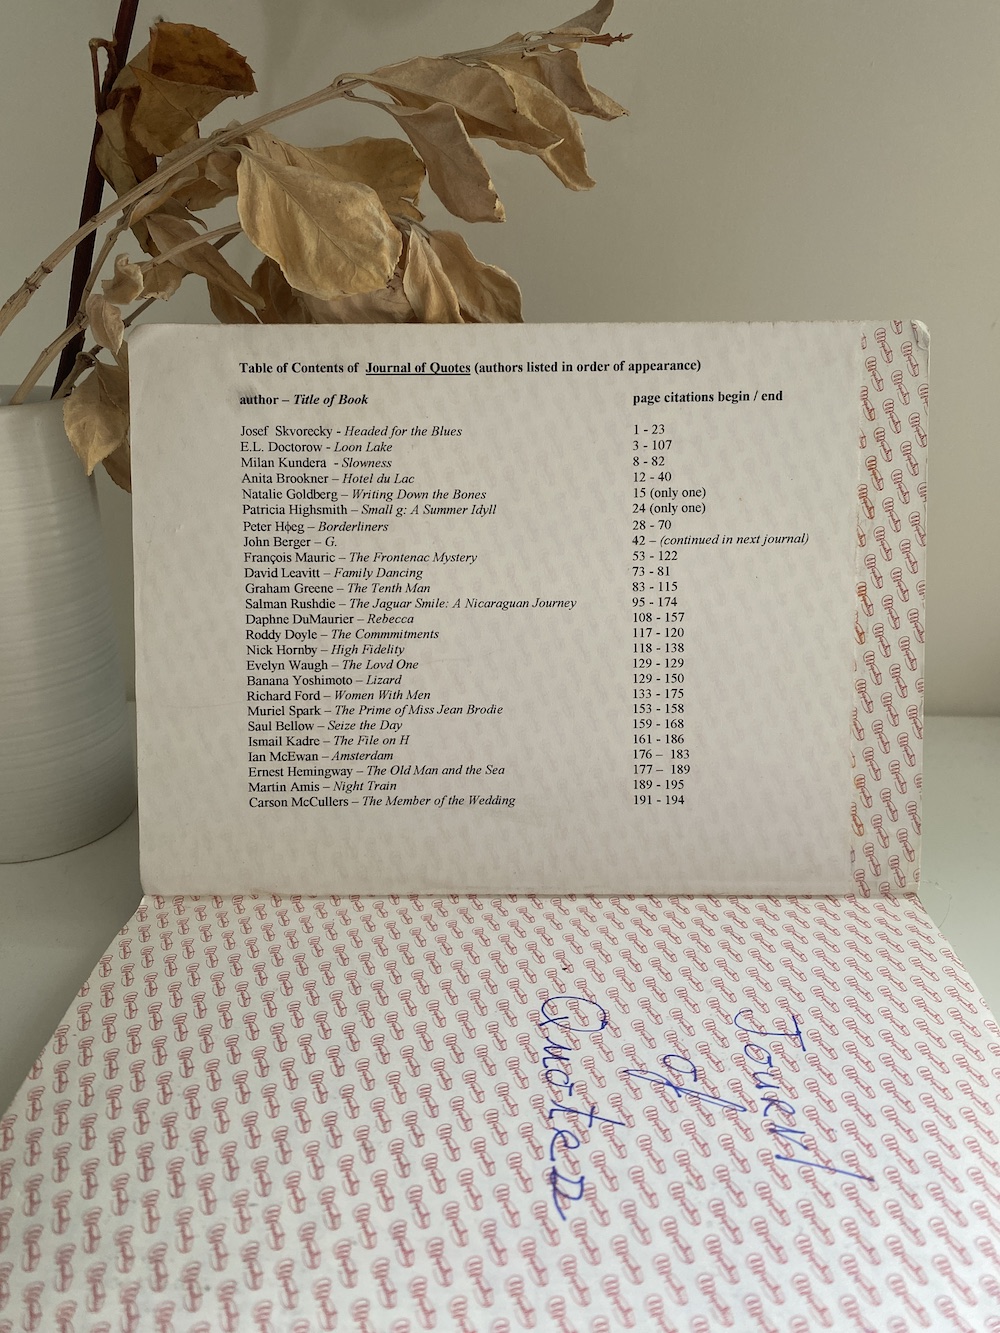 Table of Contents of Journal of Quotes (authors listed in order of appearance)
author – Title of Book page citations begin / end
Josef Skvorecky - Headed for the Blues 1 - 23
E.L. Doctorow - Loon Lake 3 - 107
Milan Kundera - Slowness 8 - 82
Anita Brookner – Hotel du Lac 12 - 40
Natalie Goldberg – Writing Down the Bones 15 (only one)
Patricia Highsmith – Small g: A Summer Idyll 24 (only one)
Peter Høeg – Borderliners 28 - 70
John Berger – G. 42 – (continued in next journal)
François Mauric – The Frontenac Mystery 53 - 122
David Leavitt – Family Dancing 73 - 81
Graham Greene – The Tenth Man 83 - 115
Salman Rushdie – The Jaguar Smile: A Nicaraguan Journey 95 - 174
Daphne DuMaurier – Rebecca 108 - 157
Roddy Doyle – The Commmitments 117 - 120
Nick Hornby – High Fidelity 118 - 138
Evelyn Waugh – The Lovd One 129 - 129
Banana Yoshimoto – Lizard 129 - 150
Richard Ford – Women With Men 133 - 175
Muriel Spark – The Prime of Miss Jean Brodie 153 - 158
Saul Bellow – Seize the Day 159 - 168
Ismail Kadre – The File on H 161 - 186
Ian McEwan – Amsterdam 176 – 183
Ernest Hemingway – The Old Man and the Sea 177 – 189
Martin Amis – Night Train 189 - 195
Carson McCullers – The Member of the Wedding 191 - 194
of